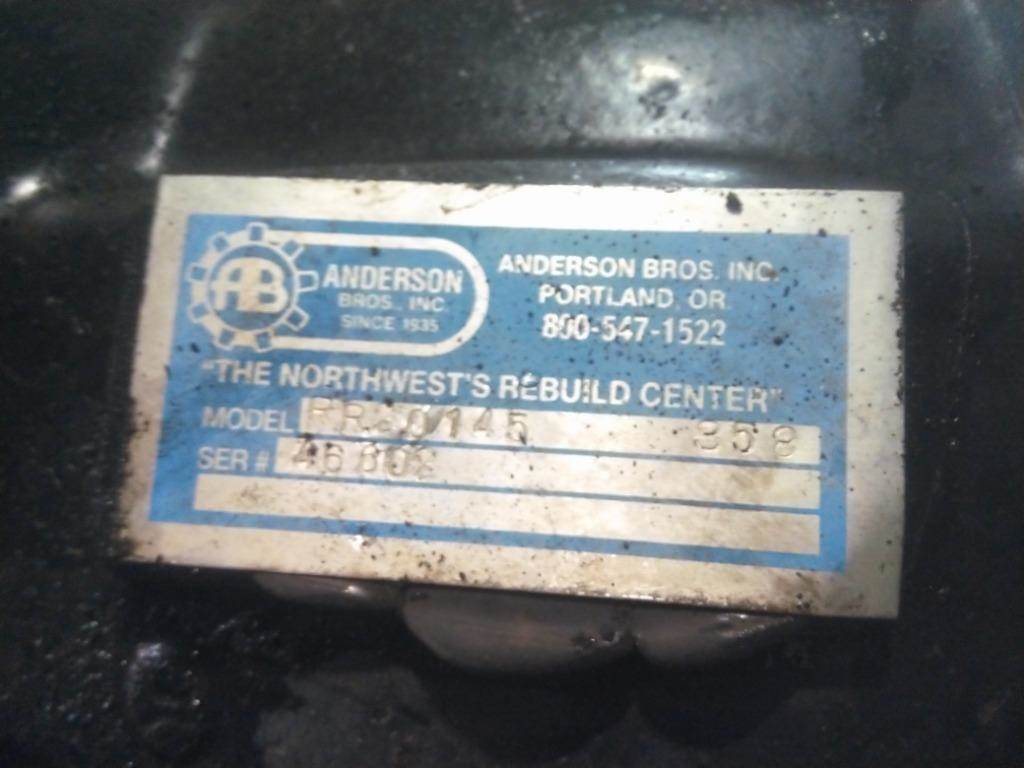 AB
ANDERSON
BROS., INC
SINCE 1935
ANDERSON BROS. INC.
PORTLAND, OR.
800-547-1522
"THE NORTHWEST'S REBUILD CENTER"
MODEL 358
SER #